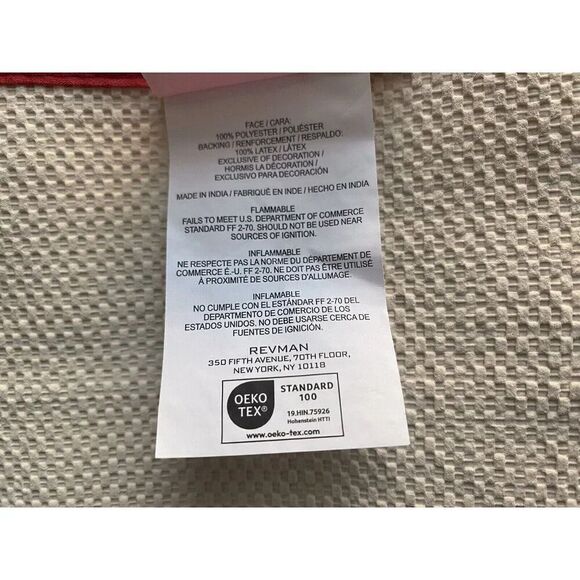 FACE / CARA:
100% POLYESTER / POLIÉSTER
BACKING / RENFORCEMENT / RESPALDO:
100% LATEX / LÁTEX
EXCLUSIVE OF DECORATION /
HORMIS LA DÉCORATION /
EXCLUSIVO PARA DECORACIÓN
MADE IN INDIA / FABRIQUÉ EN INDE / HECHO EN INDIA
FLAMMABLE
FAILS TO MEET U.S. DEPARTMENT OF COMMERCE
STANDARD FF 2-70. SHOULD NOT BE USED NEAR
SOURCES OF IGNITION.
INFLAMMABLE
NE RESPECTE PAS LA NORME DU DÉPARTEMENT DE
COMMERCE É.-U. FF 2-70. NE DOIT PAS ÊTRE UTILISÉ
À PROXIMITÉ DE SOURCES D'ALLUMAGE.
INFLAMABLE
NO CUMPLE CON EL ESTÁNDAR FF 2-70 DEL
DEPARTMENTO DE COMERCIO DE LOS
ESTADOS UNIDOS. NO DEBE USARSE CERCA DE
FUENTES DE IGNICIÓN.
REVMAN
350 FIFTH AVENUE, 70TH FLOOR,
NEW YORK, NY 10118
OEKO
TEX®
STANDARD
100
19.HIN.75926
Hohenstein HTTI
www.oeko-tex.com